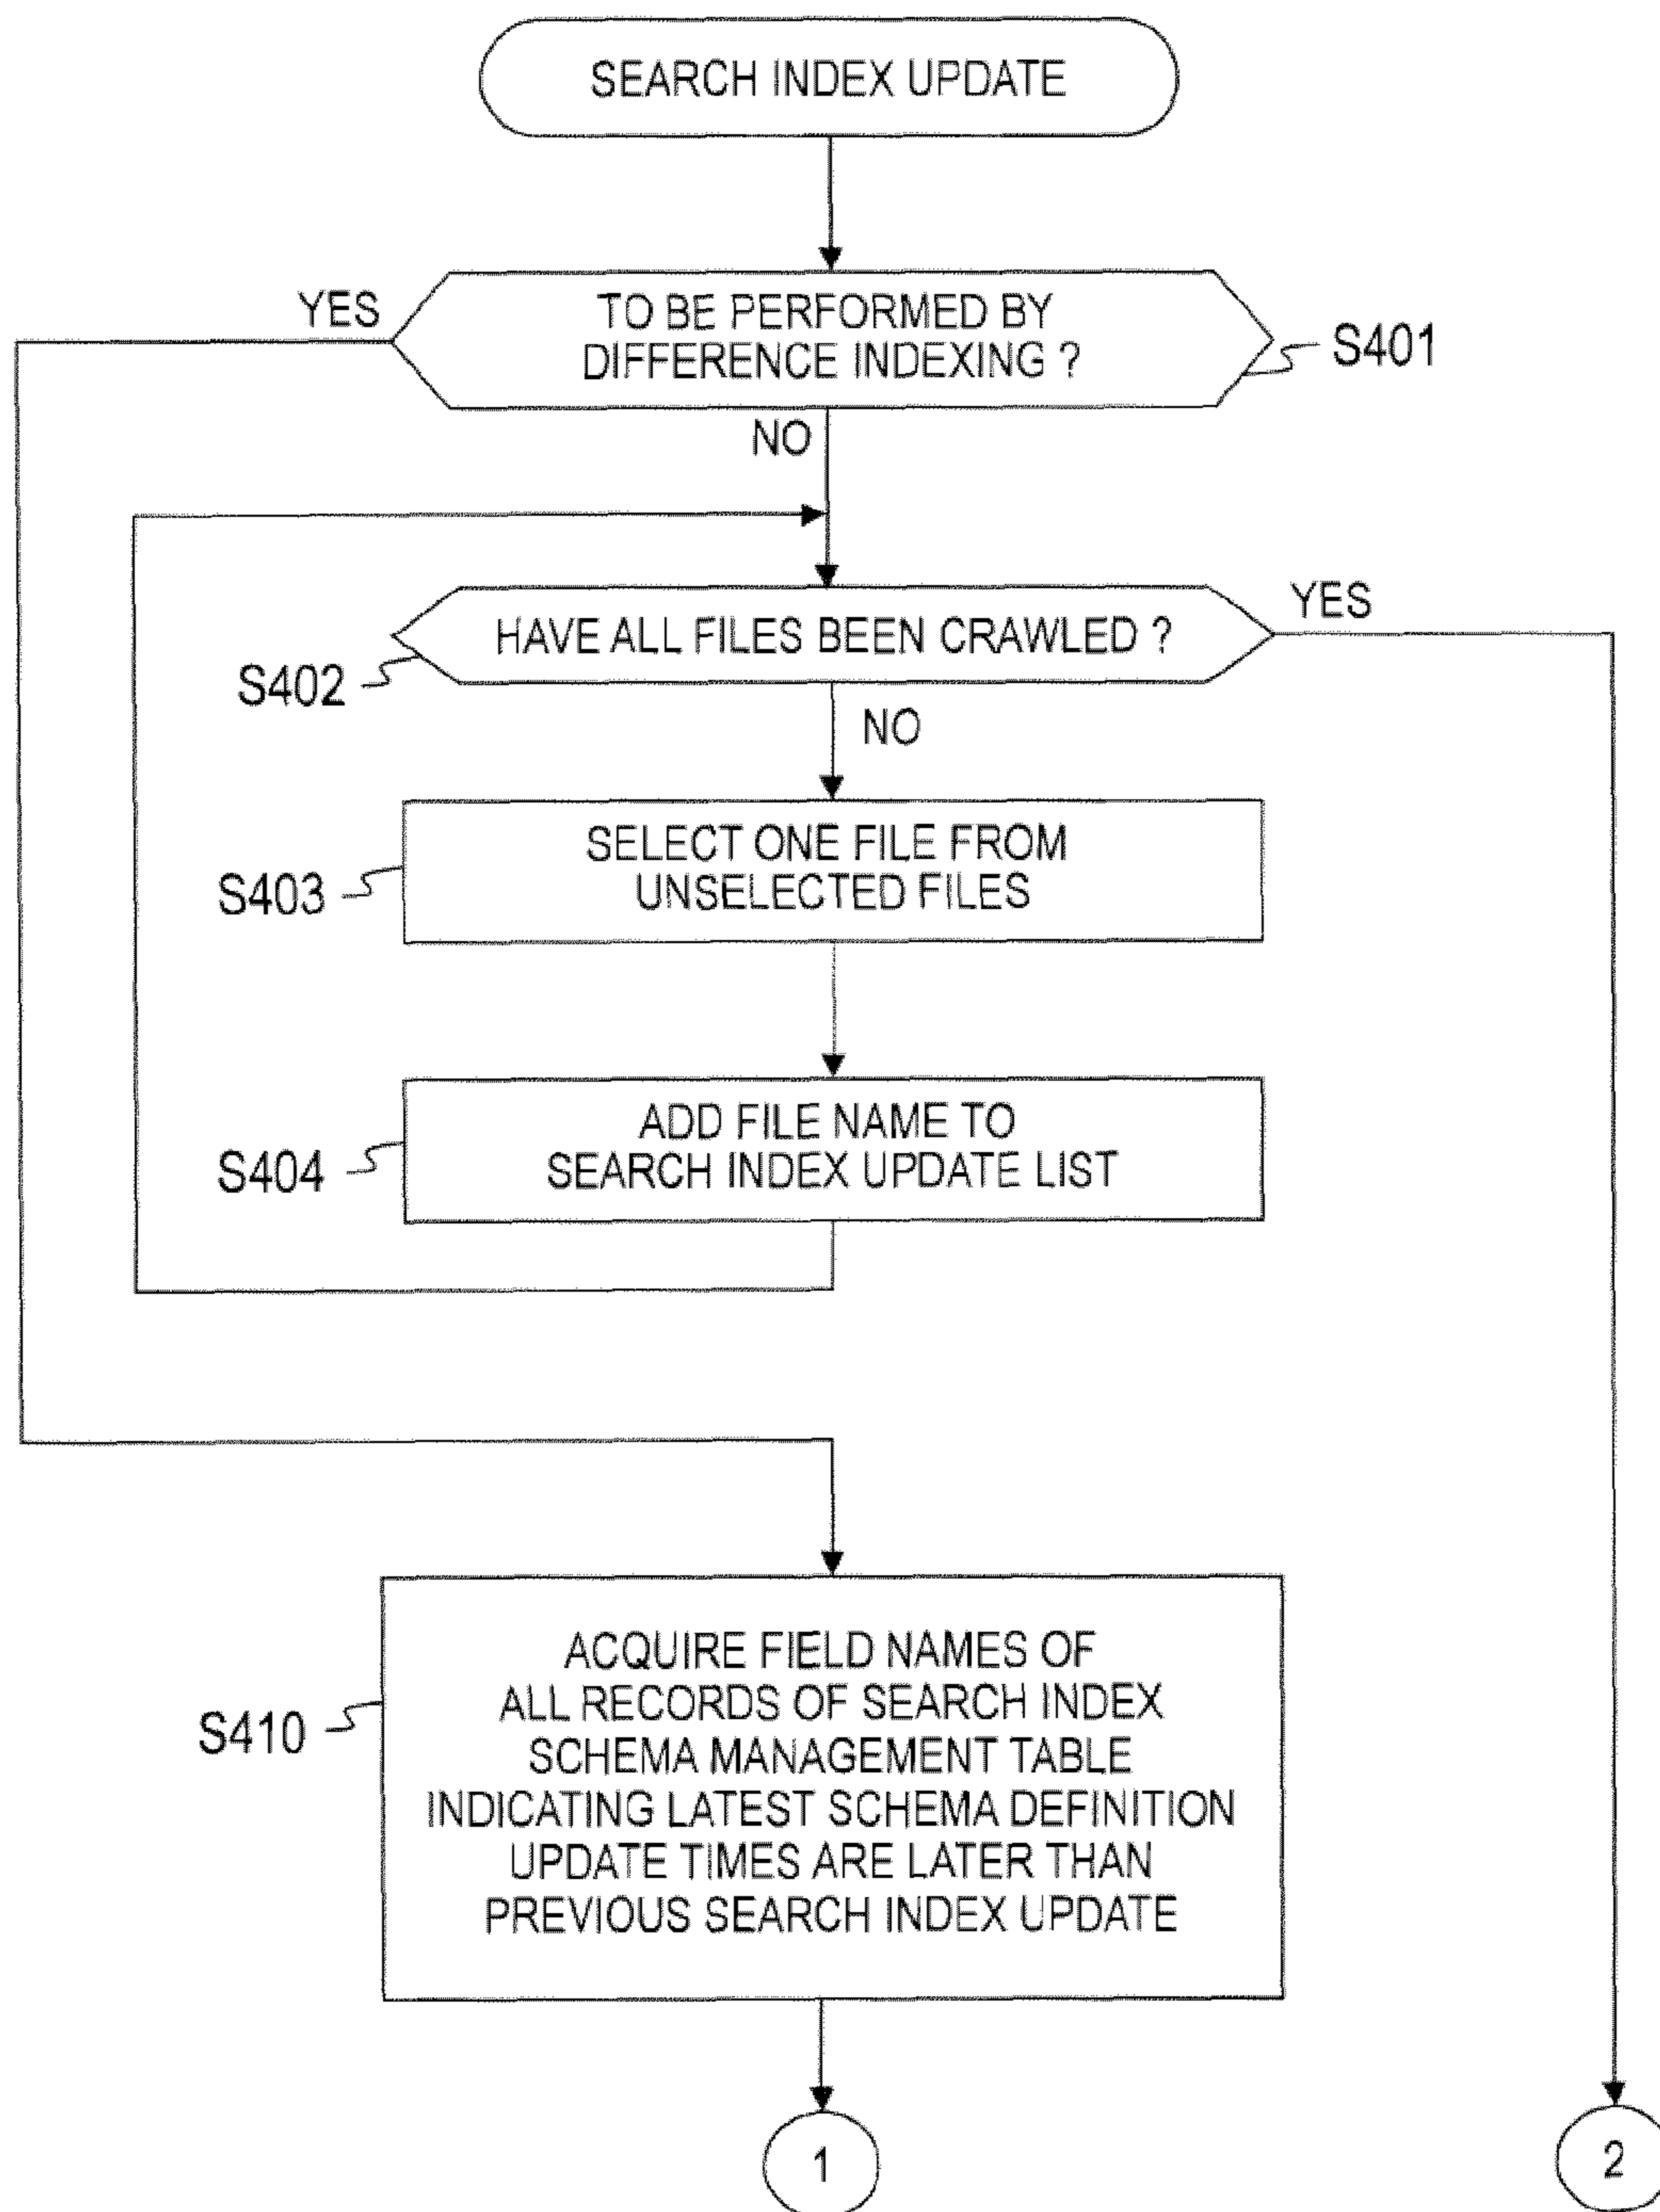 SEARCH INDEX UPDATE
YES
TO BE PERFORMED BY
DIFFERENCE INDEXING ?
S401
NO
YES
HAVE ALL FILES BEEN CRAWLED ?
S402
NO
SELECT ONE FILE FROM
UNSELECTED FILES
S403
ADD FILE NAME TO
SEARCH INDEX UPDATE LIST
S404
ACQUIRE FIELD NAMES OF
ALL RECORDS OF SEARCH INDEX
SCHEMA MANAGEMENT TABLE
INDICATING LATEST SCHEMA DEFINITION
UPDATE TIMES ARE LATER THAN
PREVIOUS SEARCH INDEX UPDATE
S410
1
2